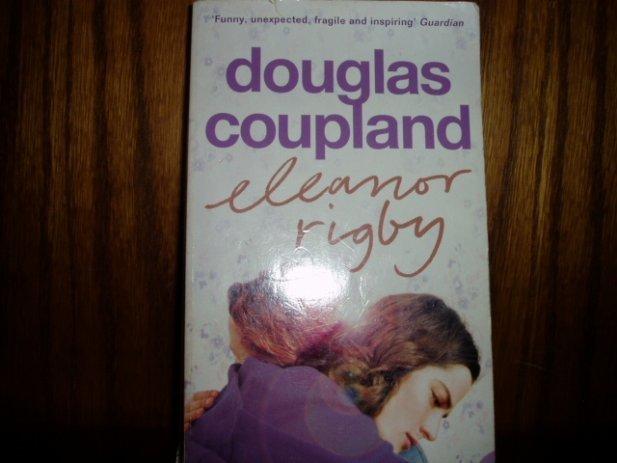 'Funny, unexpected, fragile and inspiring' Guardian
douglas
coupland
eleanor
rigby